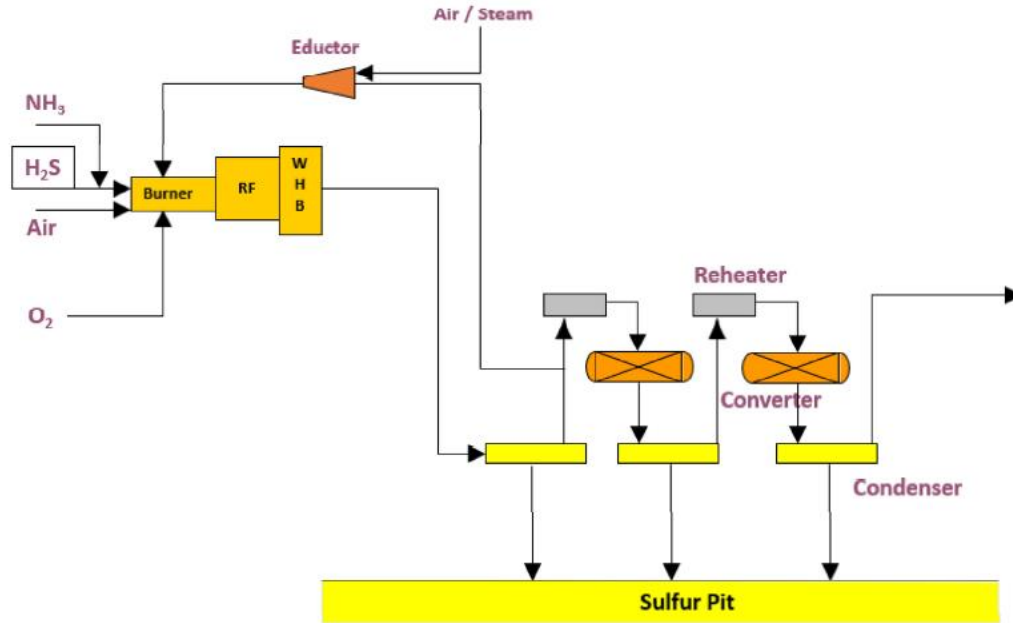 Air / Steam
Eductor
NH₃
H₂S
Burner
RF
W
H
B
Air
O₂
Reheater
Converter
Condenser
Sulfur Pit